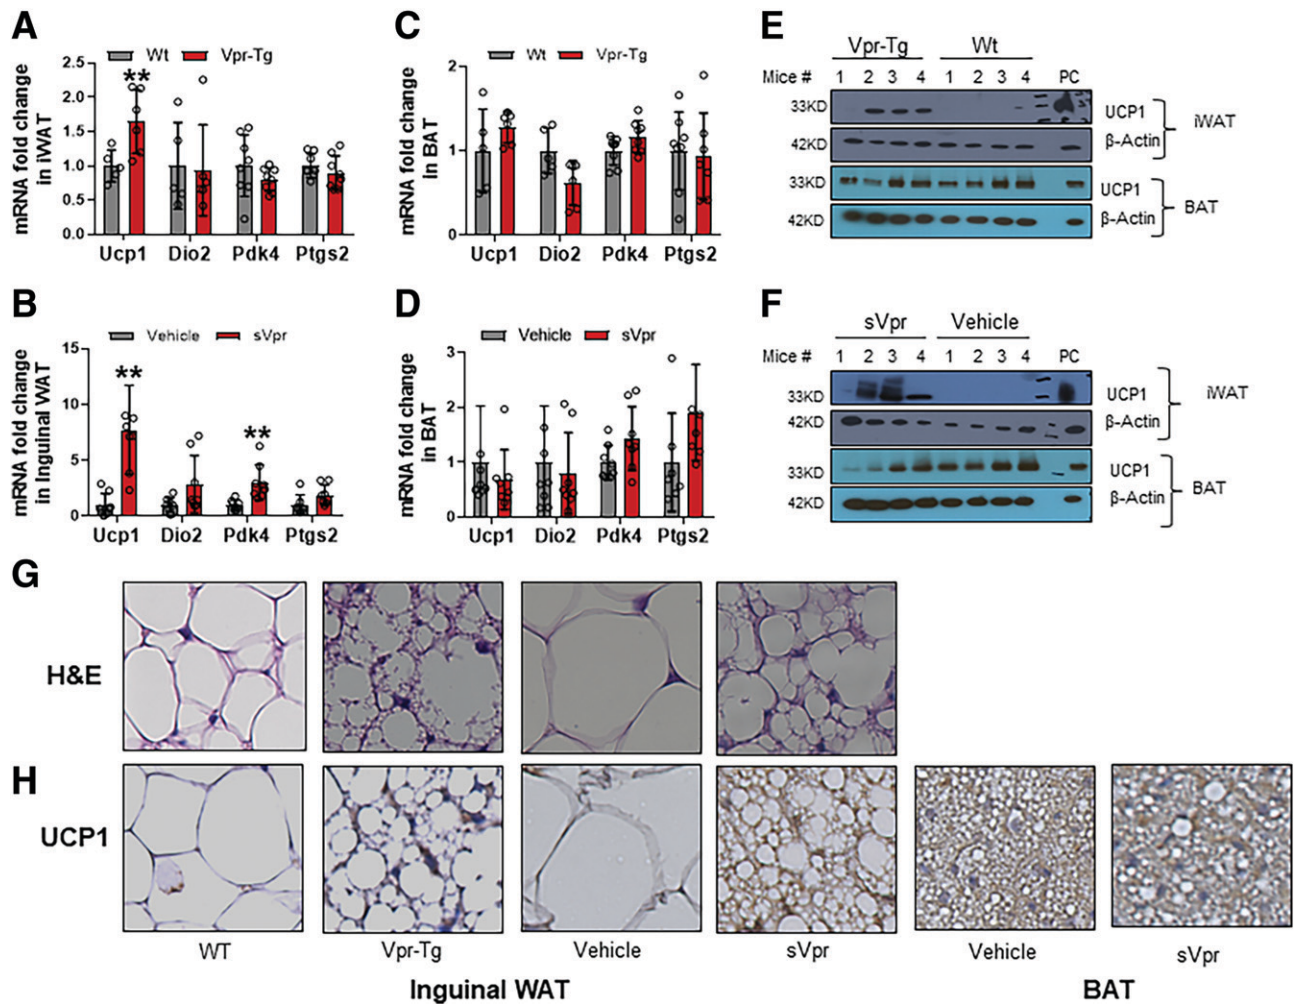 A
Wt Vpr-Tg
mRNA fold change
in iWAT
2.5
2.0
1.5
1.0
0.5
0.0
**
Ucp1 Dio2 Pdk4 Ptgs2
C
Wt Vpr-Tg
mRNA fold change
in BAT
2
1
0
Ucp1 Dio2 Pdk4 Ptgs2
E
Vpr-Tg Wt
Mice # 1 2 3 4 1 2 3 4 PC
33KD UCP1
42KD β-Actin
iWAT
33KD UCP1
42KD β-Actin
BAT
B
Vehicle sVpr
mRNA fold change
in Inguinal WAT
15
10
5
0
**
**
Ucp1 Dio2 Pdk4 Ptgs2
D
Vehicle sVpr
mRNA fold change
in BAT
3
2
1
0
Ucp1 Dio2 Pdk4 Ptgs2
F
sVpr Vehicle
Mice # 1 2 3 4 1 2 3 4 PC
33KD UCP1
42KD β-Actin
iWAT
33KD UCP1
42KD β-Actin
BAT
G
H&E
H
UCP1
WT Vpr-Tg Vehicle sVpr Vehicle sVpr
Inguinal WAT BAT